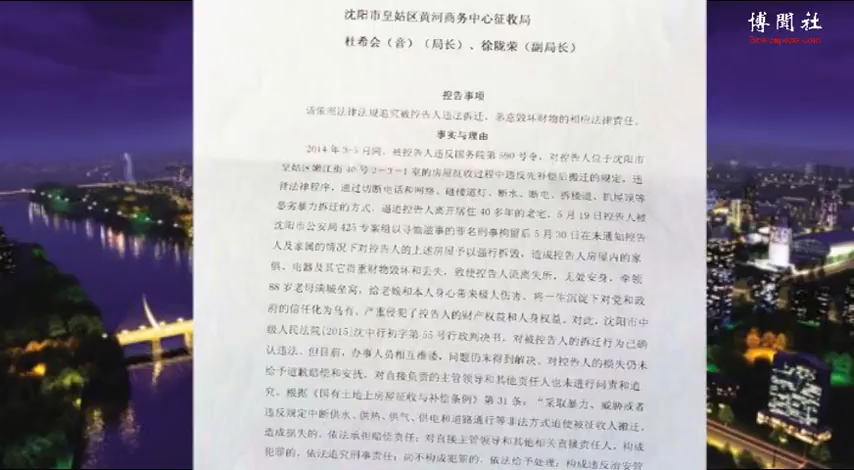 博聞社
沈阳市皇姑区黄河商务中心征收局
杜希会（音）（局长）、徐陇荣（副局长）
控告事项
请依照法律法规追究被控告人违法拆迁、恶意毁坏财物的相应法律责任。
事实与理由
2014年3-5月间，被控告人违反国务院第590号令，对控告人位于沈阳市
皇姑区嫩江街40号2-3-1室的房屋征收过程中违反先补偿后搬迁的规定，违
律法律程序，通过切断电话和网络、砸楼道灯、断水、断电、拆楼道、扒屋顶等
恶劣暴力拆迁的方式，逼迫控告人离开居住40多年的老宅，5月19日控告人被
沈阳市公安局425专案组以寻衅滋事的罪名刑事拘留后5月30日在未通知控告
人及家属的情况下对控告人的上述房屋予以强行拆毁，造成控告人房屋内的家
俱、电器及其它贵重财物毁坏和丢失，致使控告人流离失所，无处安身，牵领
88岁老母满城坐窝，给老娘和本人身心带来极大伤害，将一生沉淀下对党和政
府的信任化为乌有，严重侵犯了控告人的财产权益和人身权益。对此，沈阳市中
级人民法院[2015]沈中行初字第55号行政判决书，对被控告人的拆迁行为已确
认违法。但目前，办事人员相互推诿，问题仍未得到解决，对控告人的损失仍未
给予道歉赔偿和安抚，对直接负责的主管领导和其他责任人也未进行问责和追
究。根据《国有土地上房屋征收与补偿条例》第31条：“采取暴力、威胁或者
违反规定中断供水、供热、供气、供电和道路通行等非法方式迫使被征收人搬迁，
造成损失的，依法承担赔偿责任；对直接主管领导和其他相关直接责任人，构成
犯罪的，依法追究刑事责任；尚不构成犯罪的，依法给予处理；构成违反治安管